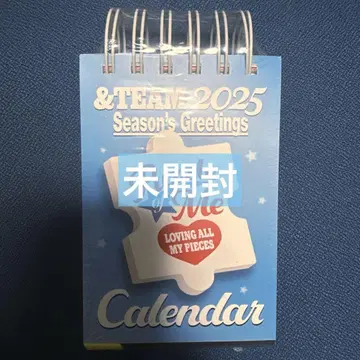 &TEAM 2025
Season's Greetings
未開封
Me
LOVING ALL
MY PIECES
Calendar